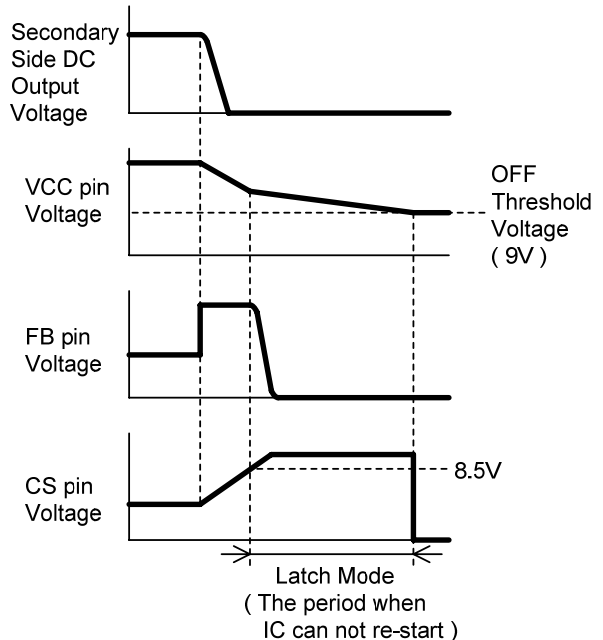 Secondary
Side DC
Output
Voltage
VCC pin
Voltage
OFF
Threshold
Voltage
( 9V )
FB pin
Voltage
CS pin
Voltage
8.5V
Latch Mode
( The period when
IC can not re-start )